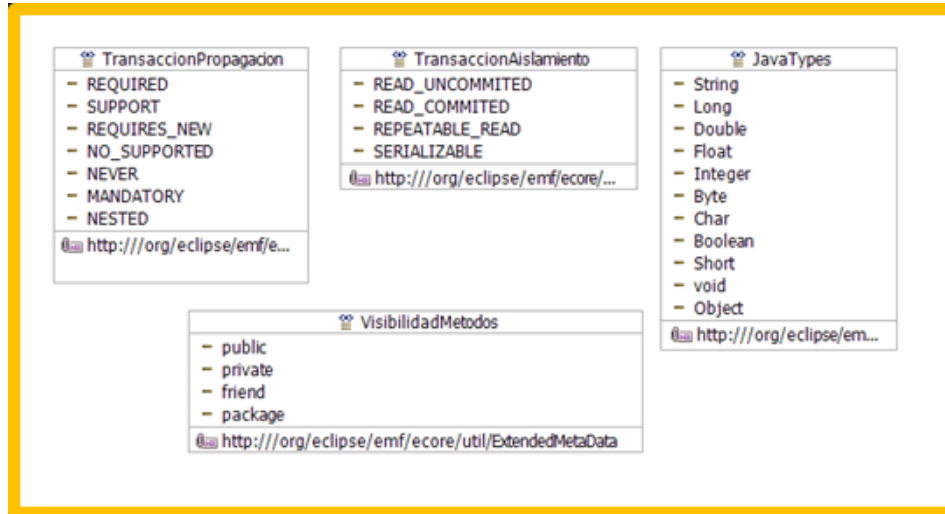 TransaccionPropagacion
REQUIRED
SUPPORT
REQUIRES_NEW
NO_SUPPORTED
NEVER
MANDATORY
NESTED
http:///org/eclipse/emf/e...
TransaccionAislamiento
READ_UNCOMMITED
READ_COMMITED
REPEATABLE_READ
SERIALIZABLE
http:///org/eclipse/emf/ecore/...
JavaTypes
String
Long
Double
Float
Integer
Byte
Char
Boolean
Short
void
Object
http:///org/eclipse/em...
VisibilidadMetodos
public
private
friend
package
http:///org/eclipse/emf/ecore/util/ExtendedMetaData